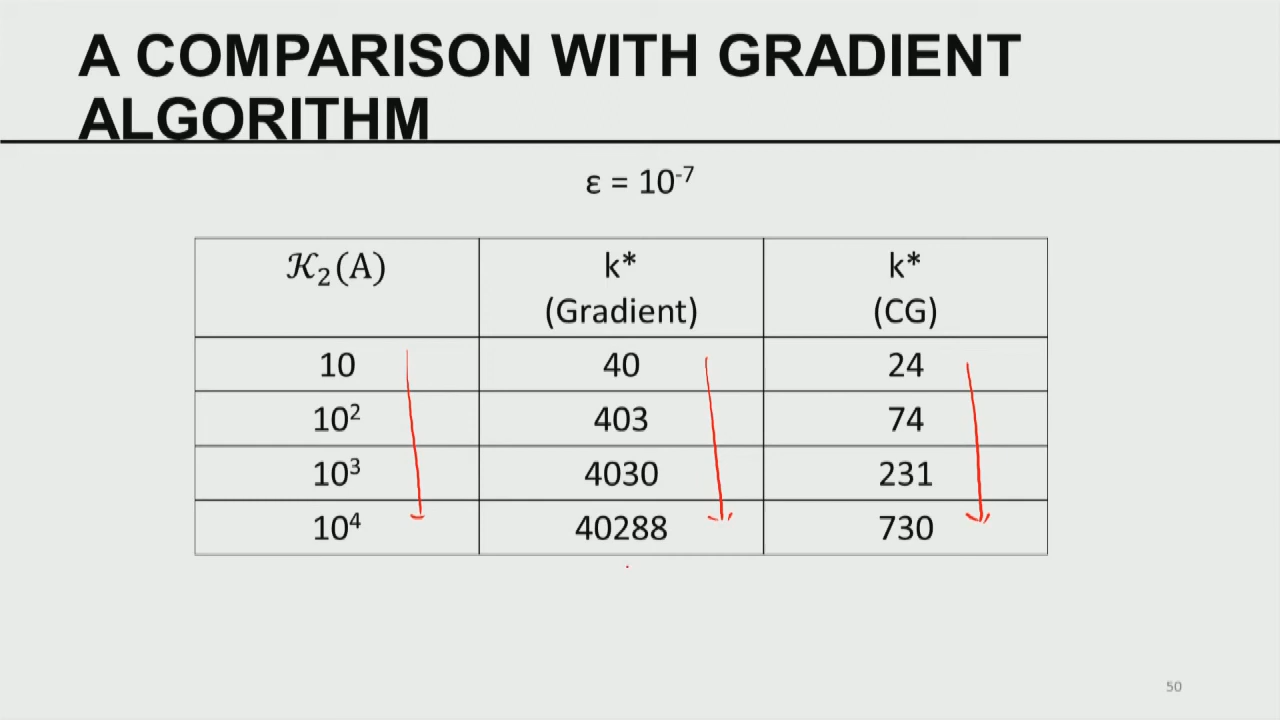 A COMPARISON WITH GRADIENT
ALGORITHM
ε = 10⁻⁷
𝒦₂(A) k* k*
(Gradient) (CG)
10 40 24
10² 403 74
10³ 4030 231
10⁴ 40288 730
50